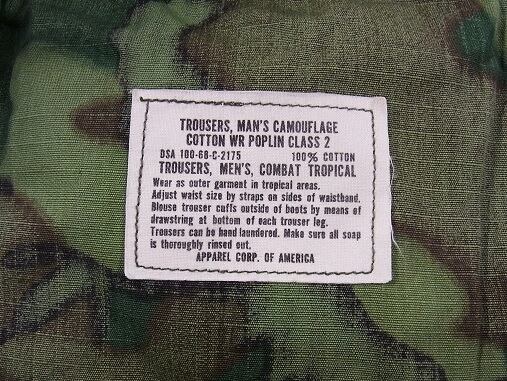 TROUSERS, MAN'S CAMOUFLAGE
COTTON WR POPLIN CLASS 2
DSA 100-68-C-2175 100% COTTON
TROUSERS, MEN'S, COMBAT TROPICAL
Wear as outer garment in tropical areas.
Adjust waist size by straps on sides of waistband.
Blouse trouser cuffs outside of boots by means of
drawstring at bottom of each trouser leg.
Trousers can be hand laundered. Make sure all soap
is thoroughly rinsed out.
APPAREL CORP. OF AMERICA